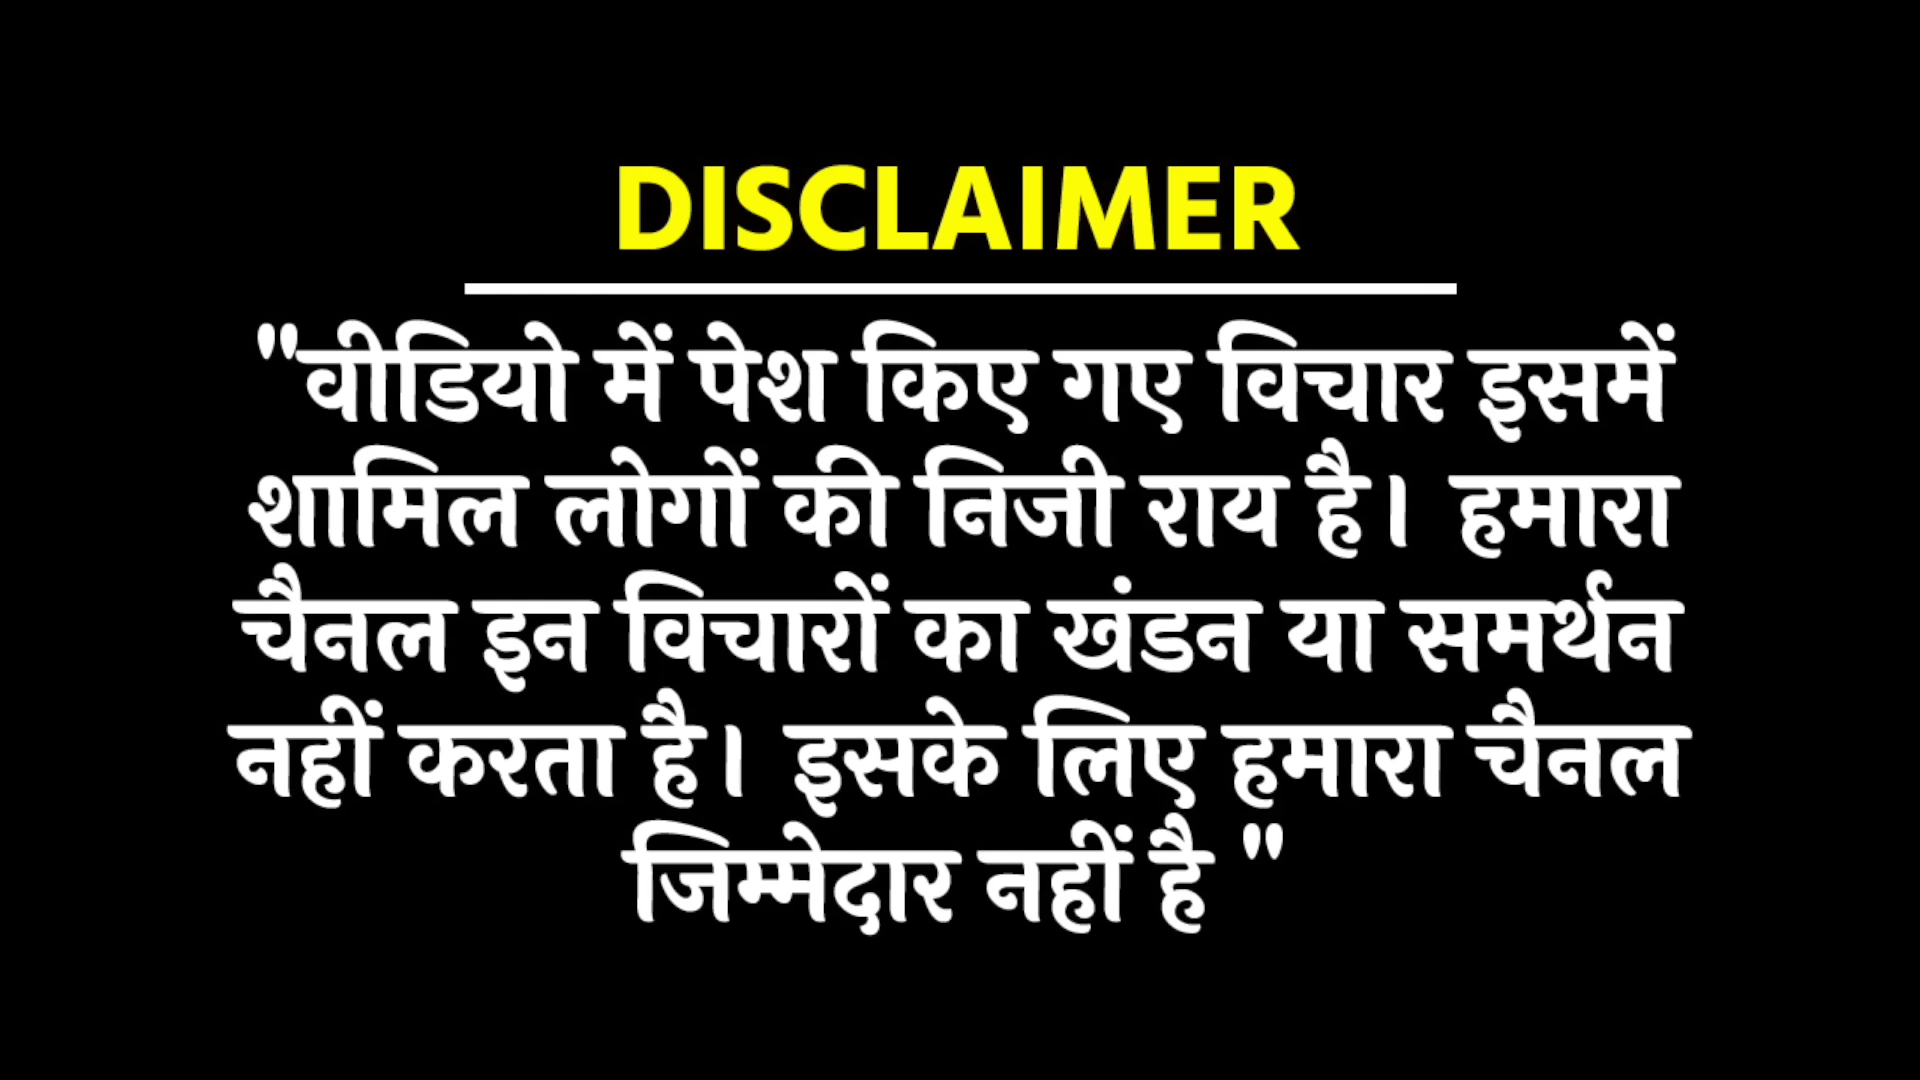 DISCLAIMER
"वीडियो में पेश किए गए विचार इसमें
शामिल लोगों की निजी राय है। हमारा
चैनल इन विचारों का खंडन या समर्थन
नहीं करता है। इसके लिए हमारा चैनल
जिम्मेदार नहीं है "